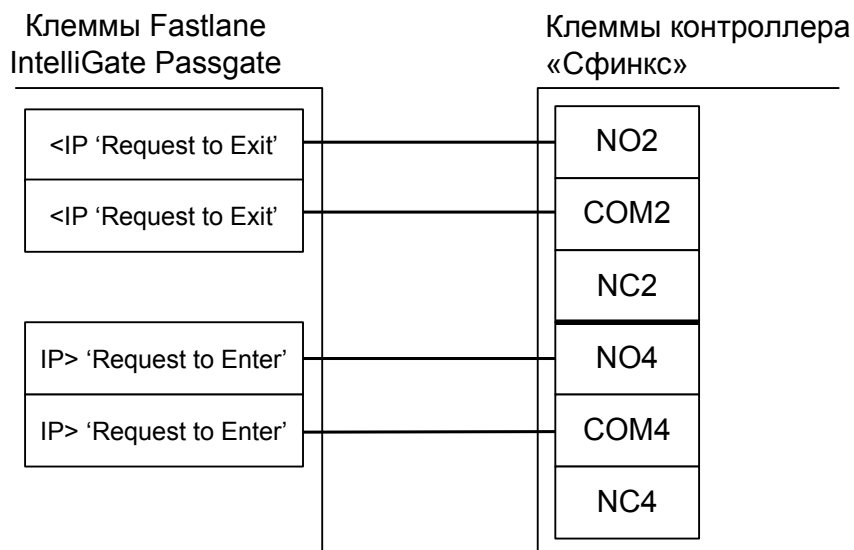 Клеммы Fastlane
IntelliGate Passgate
Клеммы контроллера
«Сфинкс»
<IP ‘Request to Exit’
NO2
<IP ‘Request to Exit’
COM2
NC2
IP> ‘Request to Enter’
NO4
IP> ‘Request to Enter’
COM4
NC4